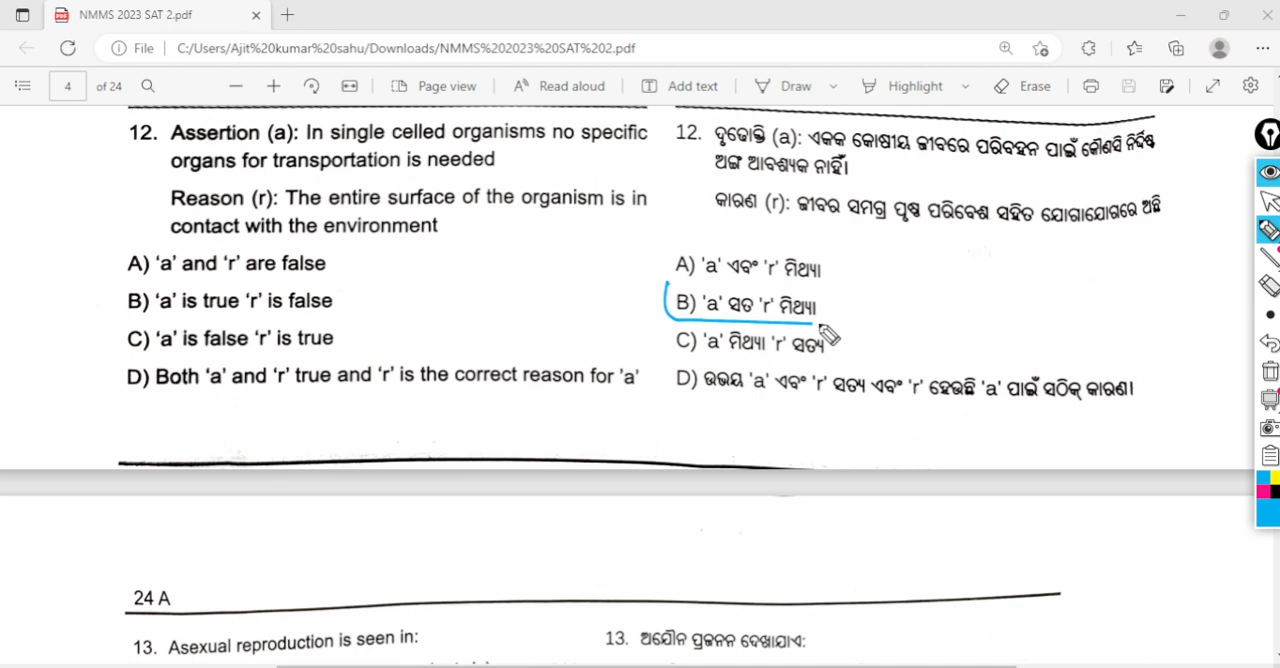 NMMS 2023 SAT 2.pdf
File
C:/Users/Ajit%20kumar%20sahu/Downloads/NMMS%202023%20SAT%202.pdf
4 of 24
Page view
Read aloud
Add text
Draw
Highlight
Erase
12. Assertion (a): In single celled organisms no specific
organs for transportation is needed
Reason (r): The entire surface of the organism is in
contact with the environment
A) 'a' and 'r' are false
B) 'a' is true 'r' is false
C) 'a' is false 'r' is true
D) Both 'a' and 'r' true and 'r' is the correct reason for 'a'
12. ଦୃଢୋକ୍ତି (a): ଏକକ କୋଷୀୟ ଜୀବରେ ପରିବହନ ପାଇଁ କୌଣସି ନିର୍ଦ୍ଦିଷ୍ଟ
ଅଙ୍ଗ ଆବଶ୍ୟକ ନାହିଁ।
କାରଣ (r): ଜୀବର ସମଗ୍ର ପୃଷ୍ଠ ପରିବେଶ ସହିତ ଯୋଗାଯୋଗରେ ଅଛି
A) 'a' ଏବଂ 'r' ମିଥ୍ୟା
B) 'a' ସତ 'r' ମିଥ୍ୟା
C) 'a' ମିଥ୍ୟା 'r' ସତ୍ୟ
D) ଉଭୟ 'a' ଏବଂ 'r' ସତ୍ୟ ଏବଂ 'r' ହେଉଛି 'a' ପାଇଁ ସଠିକ୍ କାରଣ।
24 A
13. Asexual reproduction is seen in:
13. ଅଯୌନ ପ୍ରଜନନ ଦେଖାଯାଏ: